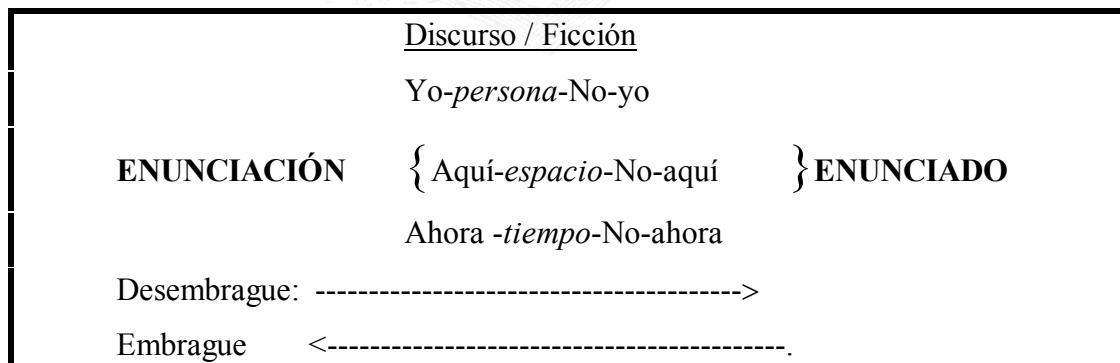 Discurso / Ficción
Yo-persona-No-yo
ENUNCIACIÓN { Aquí-espacio-No-aquí } ENUNCIADO
Ahora -tiempo-No-ahora
Desembrague: ---------------------------------------->
Embrague <-------------------------------------------.